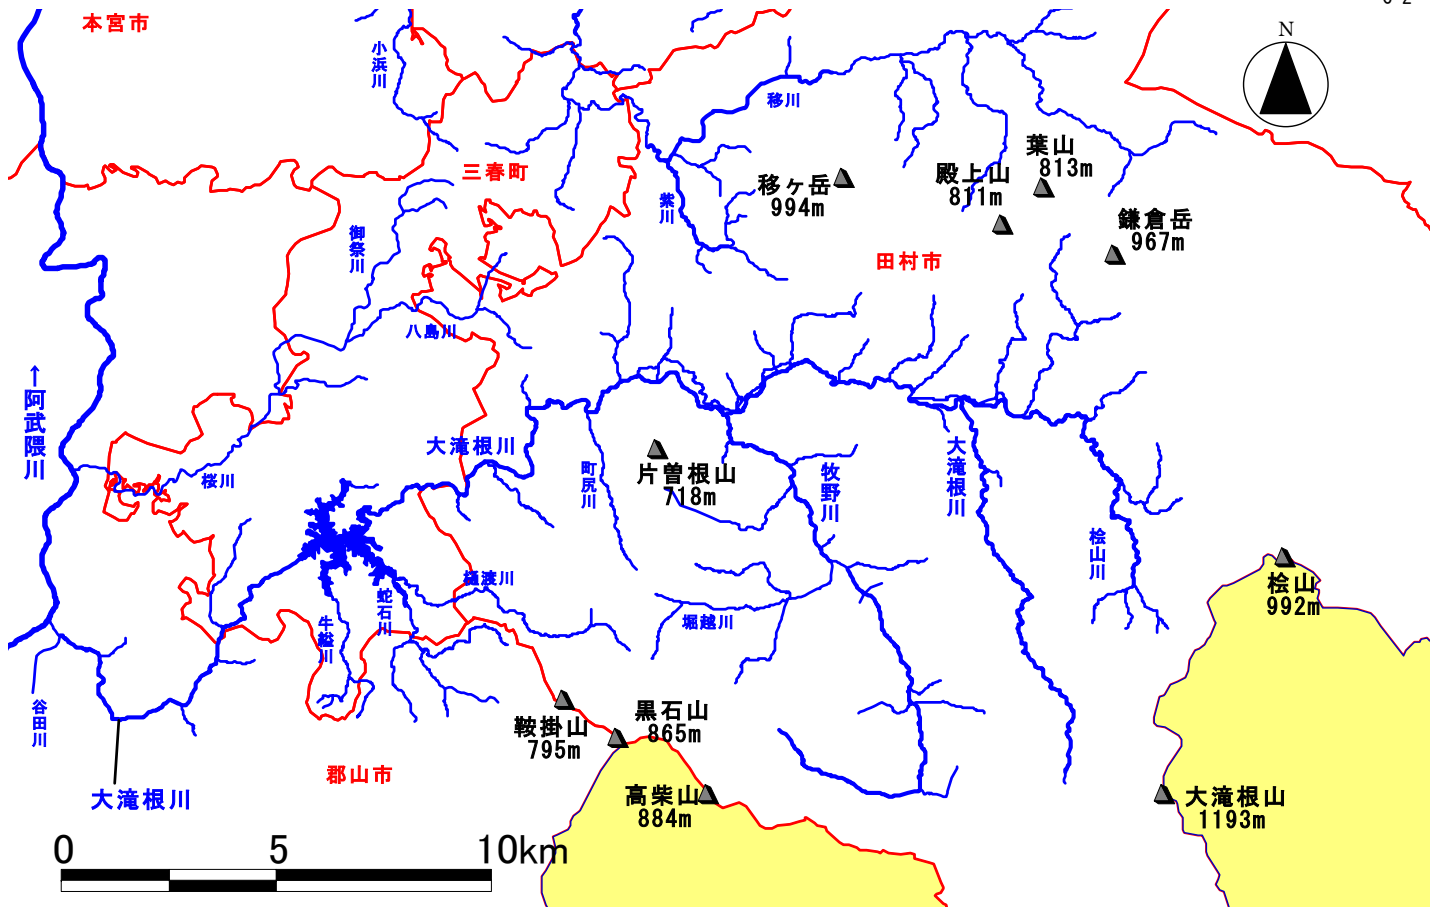 本宮市
小浜川
N
移川
葉山
813m
三春町
殿上山
811m
移ヶ岳
994m
紫川
鎌倉岳
967m
御祭川
田村市
八島川
←阿武隈川
大滝根川
桜川
町尻川
片曽根山
718m
牧野川
大滝根川
桧山川
樋渡川
蛇石川
桧山
992m
牛縊川
堀越川
谷田川
鞍掛山
795m
黒石山
865m
郡山市
大滝根川
高柴山
884m
大滝根山
1193m
0 5 10km